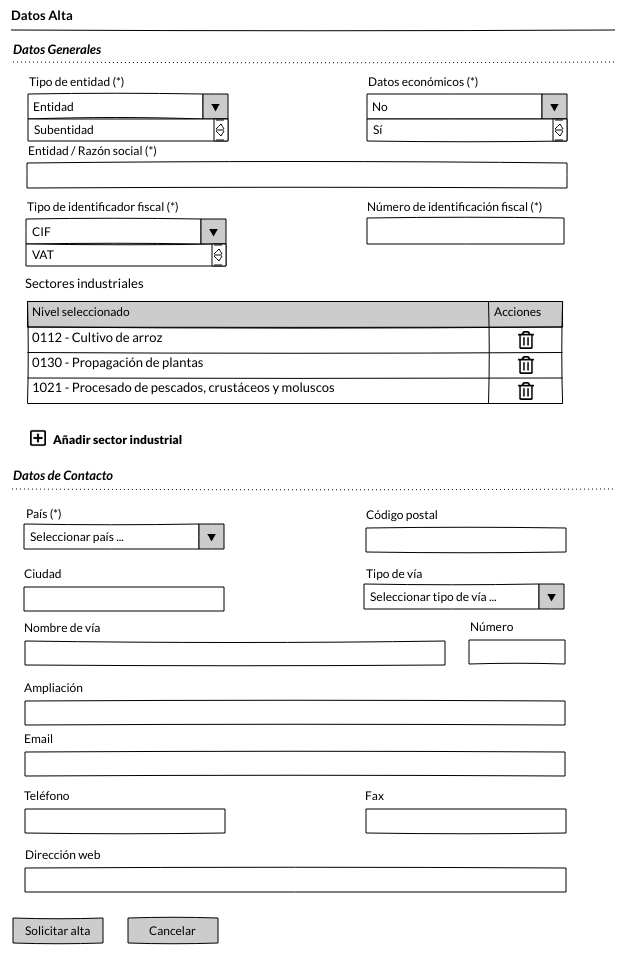 Datos Alta
Datos Generales
Tipo de entidad (*)
Datos económicos (*)
Entidad
No
Subentidad
Sí
Entidad / Razón social (*)
Tipo de identificador fiscal (*)
Número de identificación fiscal (*)
CIF
VAT
Sectores industriales
Nivel seleccionado
Acciones
0112 - Cultivo de arroz
0130 - Propagación de plantas
1021 - Procesado de pescados, crustáceos y moluscos
Añadir sector industrial
Datos de Contacto
País (*)
Código postal
Seleccionar país ...
Ciudad
Tipo de vía
Seleccionar tipo de vía ...
Nombre de vía
Número
Ampliación
Email
Teléfono
Fax
Dirección web
Solicitar alta
Cancelar